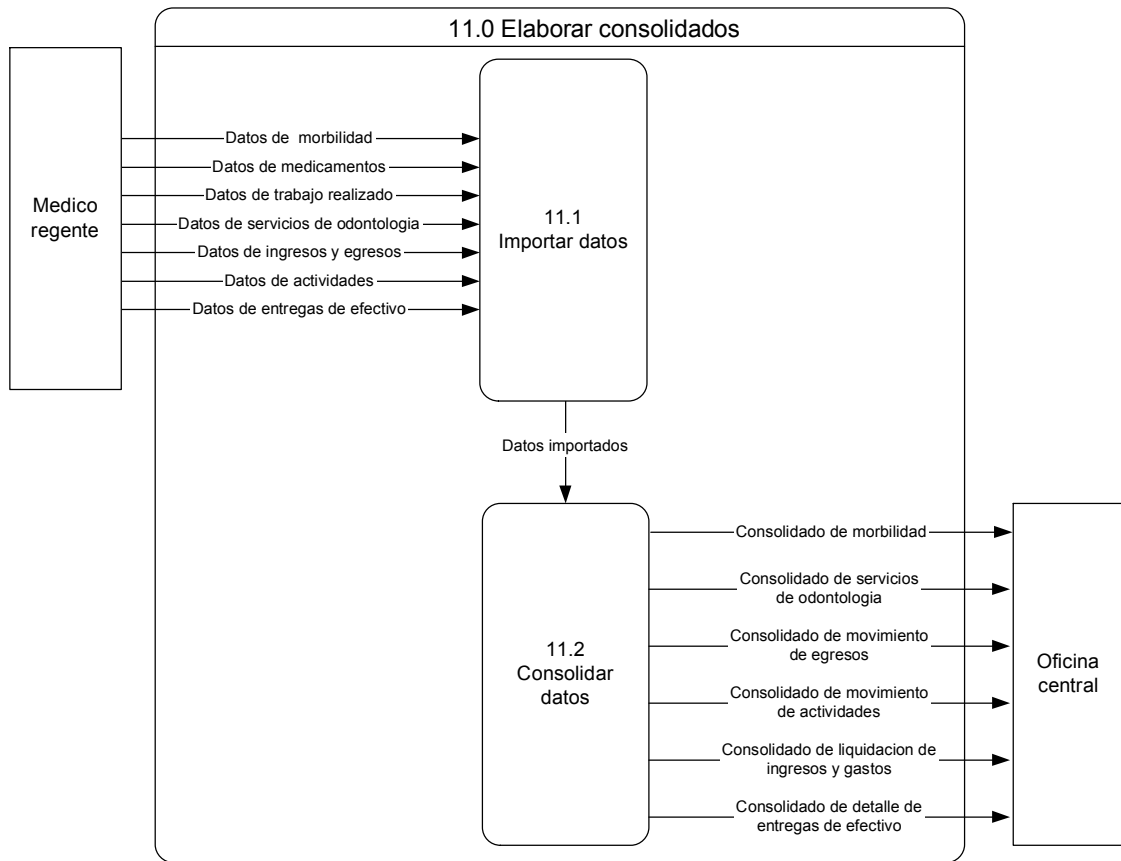 11.0 Elaborar consolidados
Medico
regente
Datos de morbilidad
Datos de medicamentos
Datos de trabajo realizado
Datos de servicios de odontologia
Datos de ingresos y egresos
Datos de actividades
Datos de entregas de efectivo
11.1
Importar datos
Datos importados
11.2
Consolidar
datos
Consolidado de morbilidad
Consolidado de servicios
de odontologia
Consolidado de movimiento
de egresos
Consolidado de movimiento
de actividades
Consolidado de liquidacion de
ingresos y gastos
Consolidado de detalle de
entregas de efectivo
Oficina
central